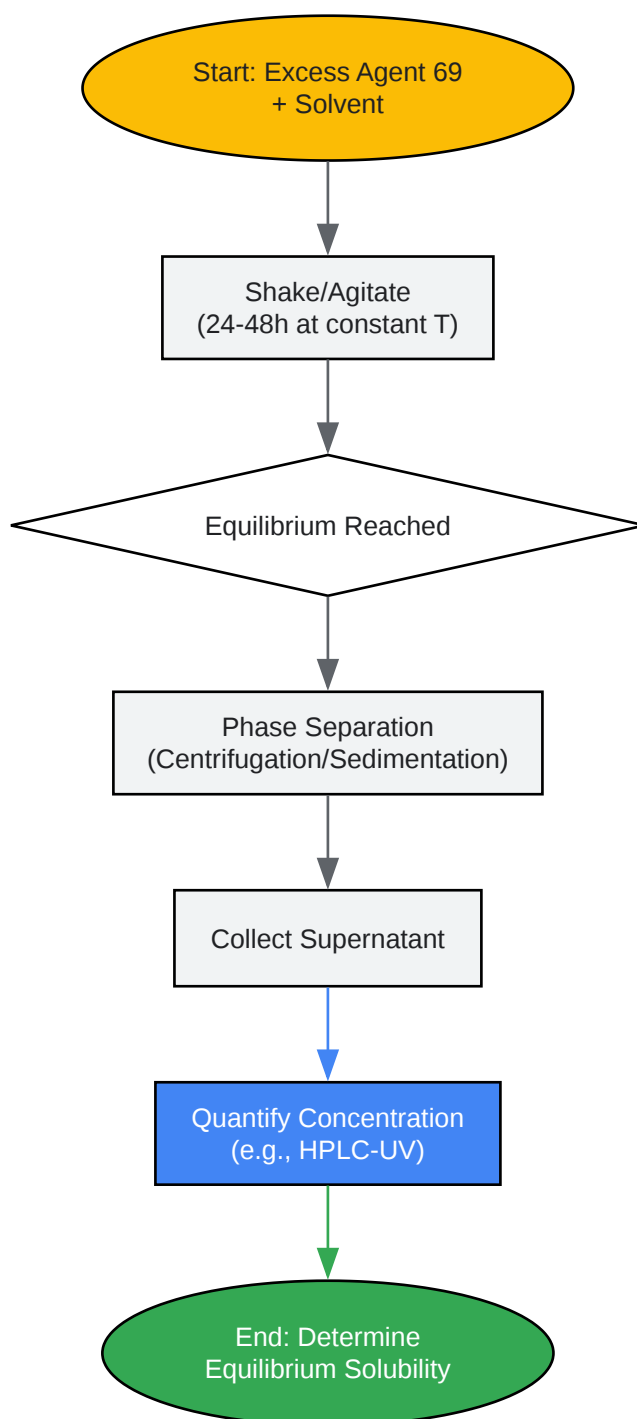 Start: Excess Agent 69
+ Solvent
Shake/Agitate
(24-48h at constant T)
Equilibrium Reached
Phase Separation
(Centrifugation/Sedimentation)
Collect Supernatant
Quantify Concentration
(e.g., HPLC-UV)
End: Determine
Equilibrium Solubility